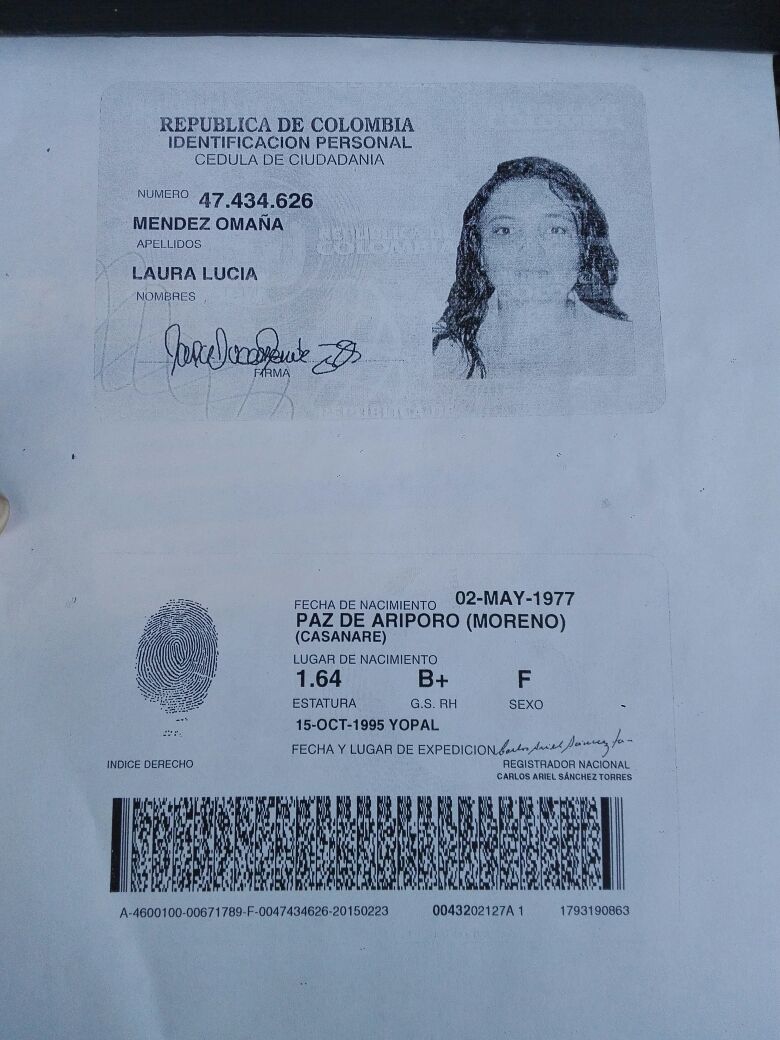 REPUBLICA DE COLOMBIA
IDENTIFICACION PERSONAL
CEDULA DE CIUDADANIA
NUMERO 47.434.626
MENDEZ OMAÑA
APELLIDOS
LAURA LUCIA
NOMBRES
REPUBLICA DE
COLOMBIA
FIRMA
FECHA DE NACIMIENTO 02-MAY-1977
PAZ DE ARIPORO (MORENO)
(CASANARE)
LUGAR DE NACIMIENTO
1.64 B+ F
ESTATURA G.S. RH SEXO
15-OCT-1995 YOPAL
FECHA Y LUGAR DE EXPEDICION
INDICE DERECHO
REGISTRADOR NACIONAL
CARLOS ARIEL SÁNCHEZ TORRES
A-4600100-00671789-F-0047434626-20150223 0043202127A 1 1793190863